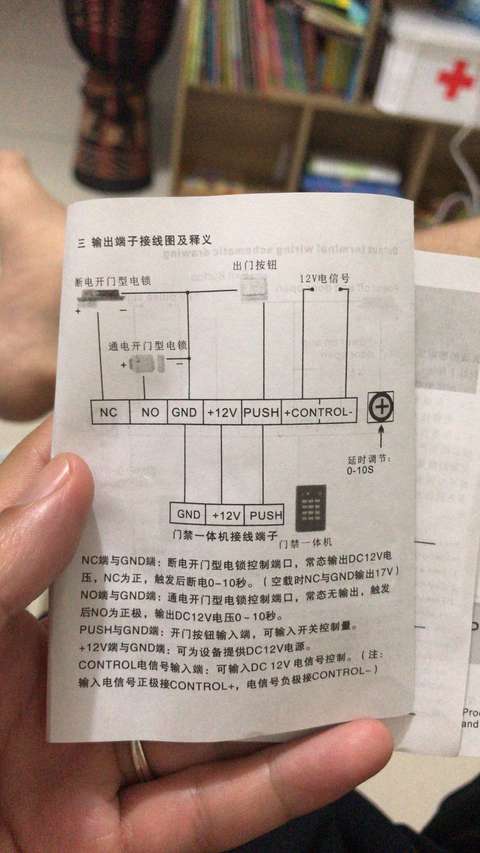 三 输出端子接线图及释义
出门按钮
断电开门型电锁
12V电信号
+ −
通电开门型电锁
+ −
NC NO GND +12V PUSH +CONTROL-
延时调节：
0-10S
GND +12V PUSH
门禁一体机接线端子
门禁一体机
NC端与GND端：断电开门型电锁控制端口，常态输出DC12V电
压，NC为正，触发后断电0~10秒。（空载时NC与GND输出17V）
NO端与GND端：通电开门型电锁控制端口，常态无输出，触发
后NO为正极，输出DC12V电压0~10秒。
PUSH与GND端：开门按钮输入端，可输入开关控制量。
+12V端与GND端：可为设备提供DC12V电源。
CONTROL电信号输入端：可输入DC 12V 电信号控制。（注：
输入电信号正极接CONTROL+，电信号负极接CONTROL-）
Proc
and